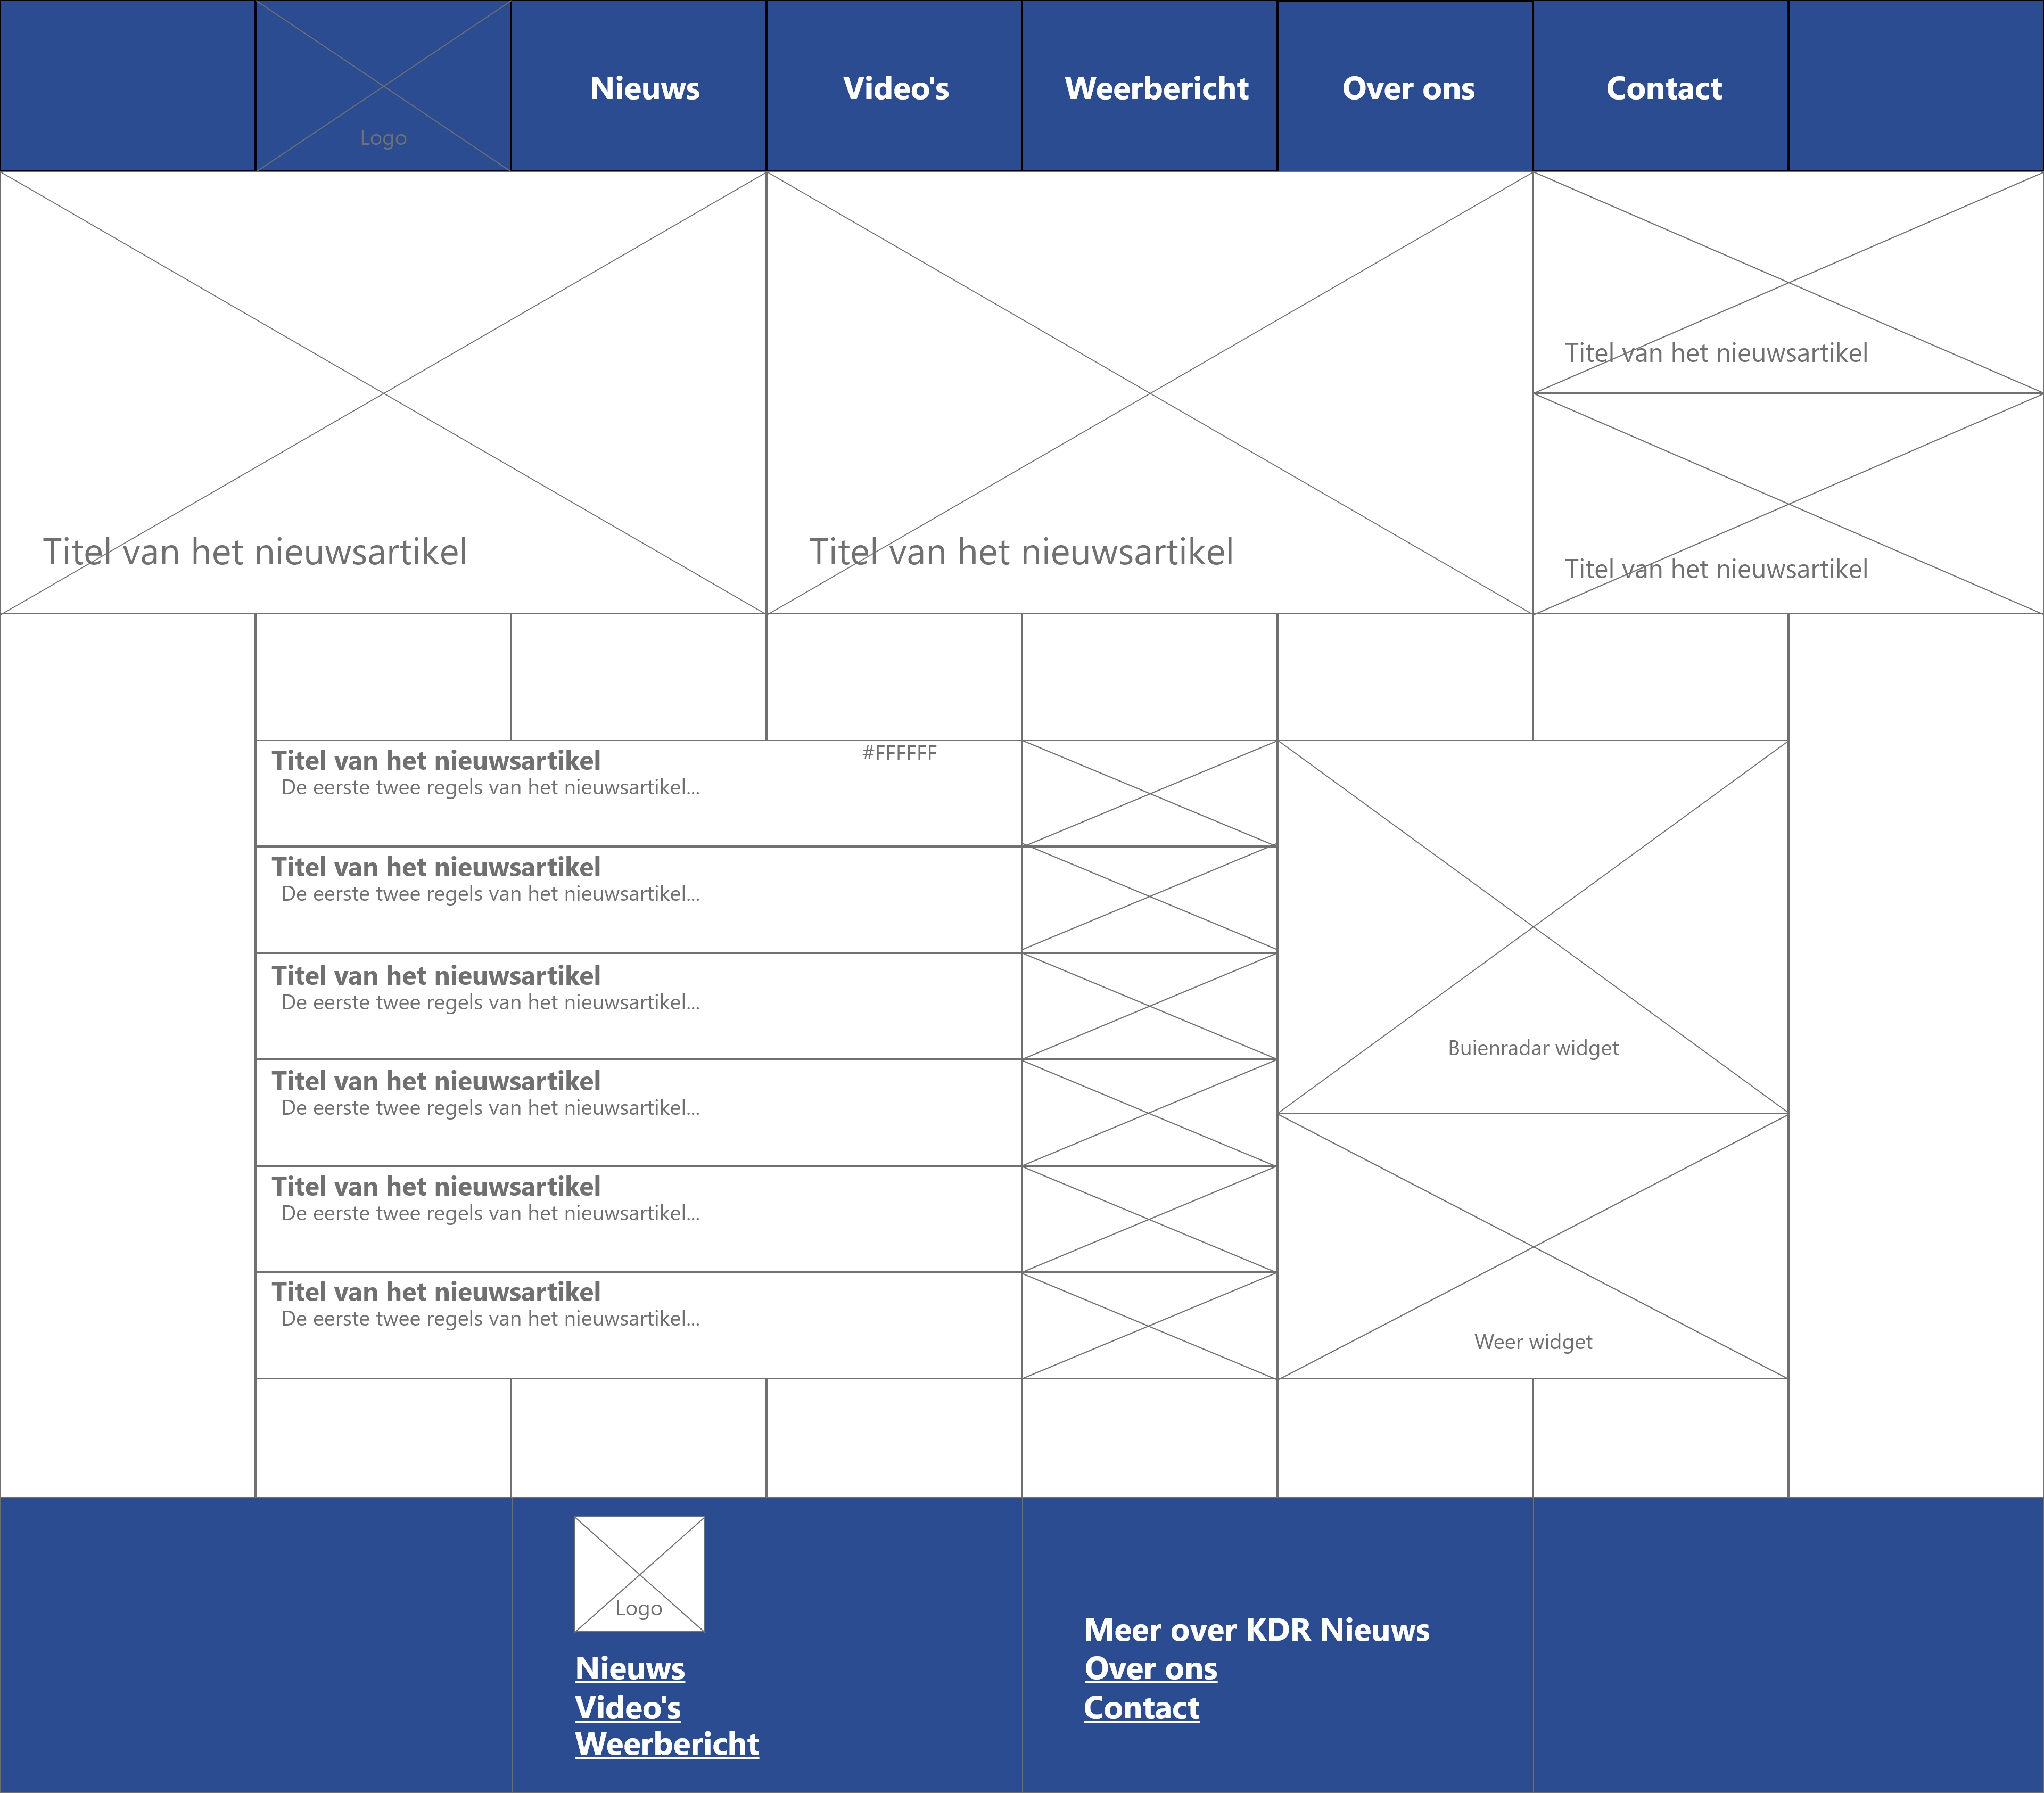 Logo
Nieuws
Video's
Weerbericht
Over ons
Contact
Titel van het nieuwsartikel
Titel van het nieuwsartikel
Titel van het nieuwsartikel
Titel van het nieuwsartikel
Titel van het nieuwsartikel
#FFFFFF
De eerste twee regels van het nieuwsartikel...
Titel van het nieuwsartikel
De eerste twee regels van het nieuwsartikel...
Titel van het nieuwsartikel
De eerste twee regels van het nieuwsartikel...
Titel van het nieuwsartikel
De eerste twee regels van het nieuwsartikel...
Titel van het nieuwsartikel
De eerste twee regels van het nieuwsartikel...
Titel van het nieuwsartikel
De eerste twee regels van het nieuwsartikel...
Buienradar widget
Weer widget
Logo
Nieuws
Video's
Weerbericht
Meer over KDR Nieuws
Over ons
Contact